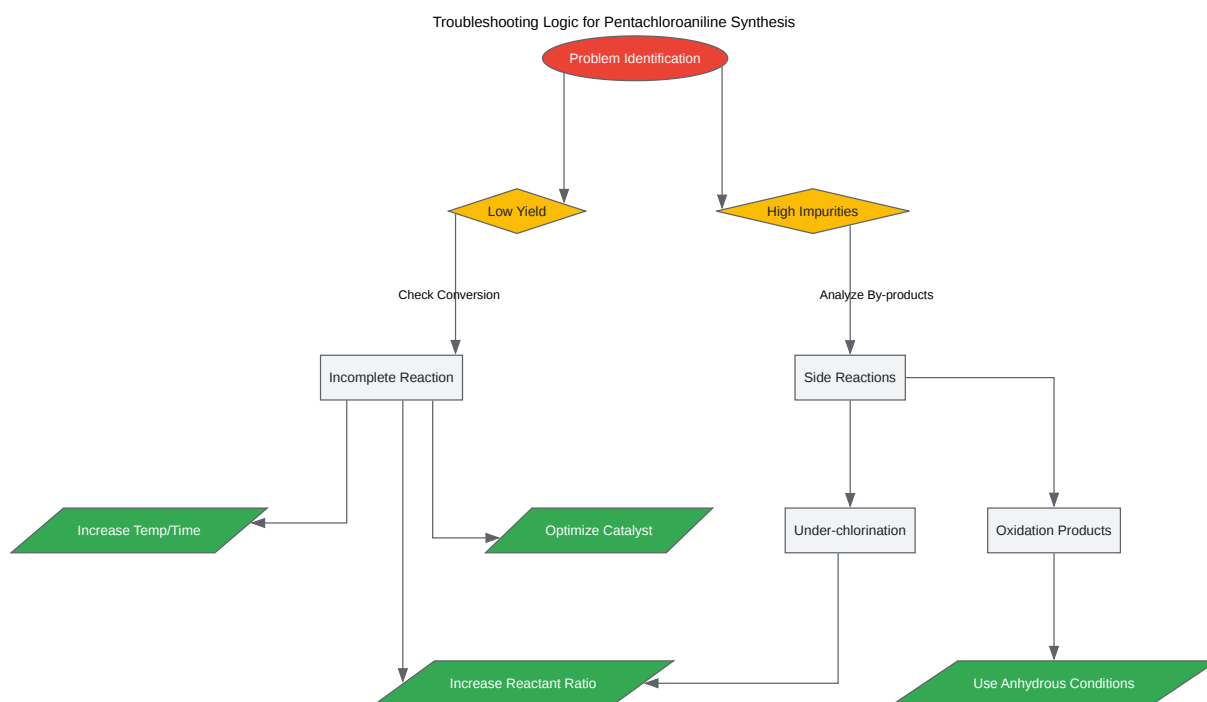 Troubleshooting Logic for Pentachloroaniline Synthesis
Problem Identification
Low Yield
High Impurities
Check Conversion
Analyze By-products
Incomplete Reaction
Side Reactions
Increase Temp/Time
Optimize Catalyst
Under-chlorination
Oxidation Products
Increase Reactant Ratio
Use Anhydrous Conditions